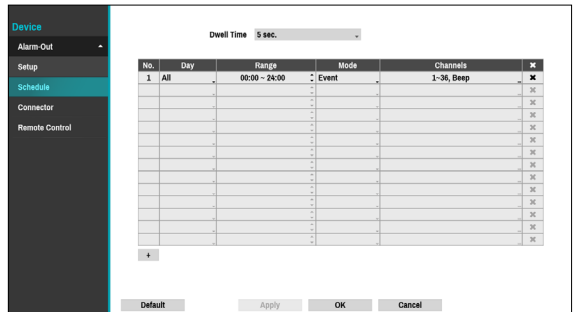 Device
Alarm-Out
Setup
Schedule
Connector
Remote Control
Dwell Time 5 sec.
No. Day Range Mode Channels ✖
1 All 00:00 ~ 24:00 Event 1~36, Beep ✖
+
Default Apply OK Cancel